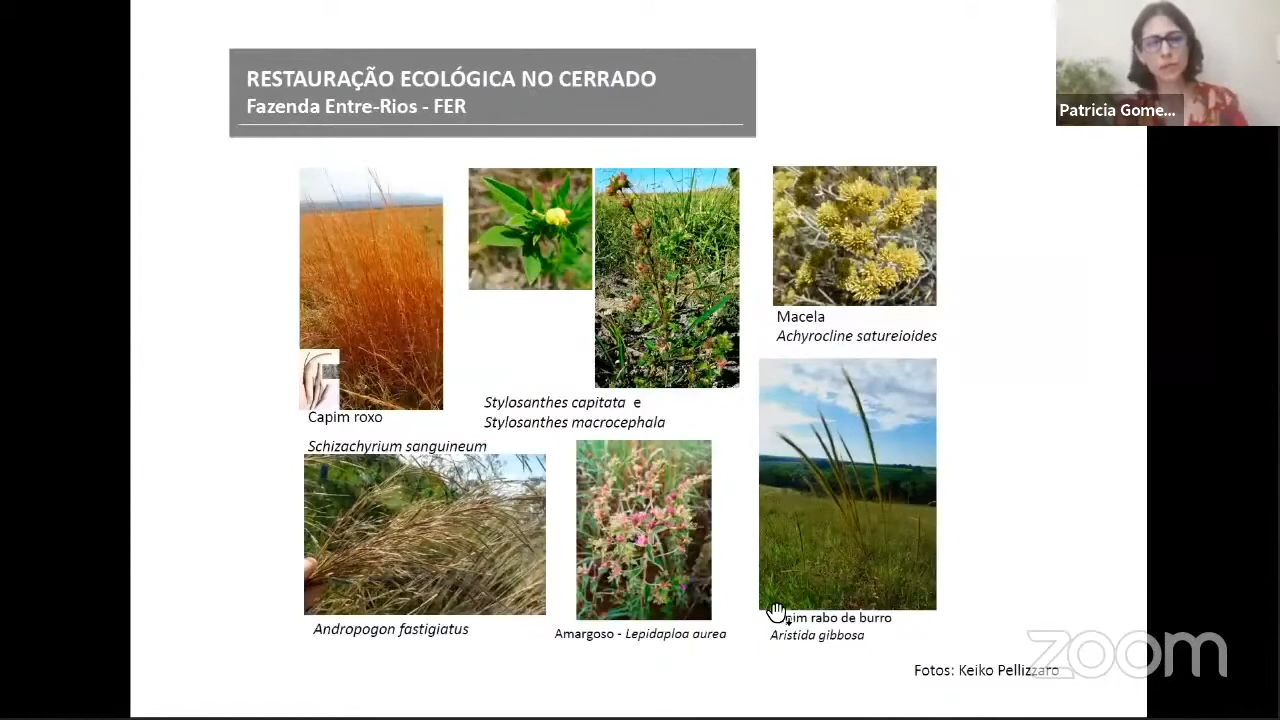 RESTAURAÇÃO ECOLÓGICA NO CERRADO
Fazenda Entre-Rios - FER
Patricia Gome...
Macela
Achyrocline satureioides
Capim roxo
Schizachyrium sanguineum
Stylosanthes capitata e
Stylosanthes macrocephala
Andropogon fastigiatus
Amargoso - Lepidaploa aurea
rabo de burro
Aristida gibbosa
Fotos: Keiko Pellizzaro
zoom